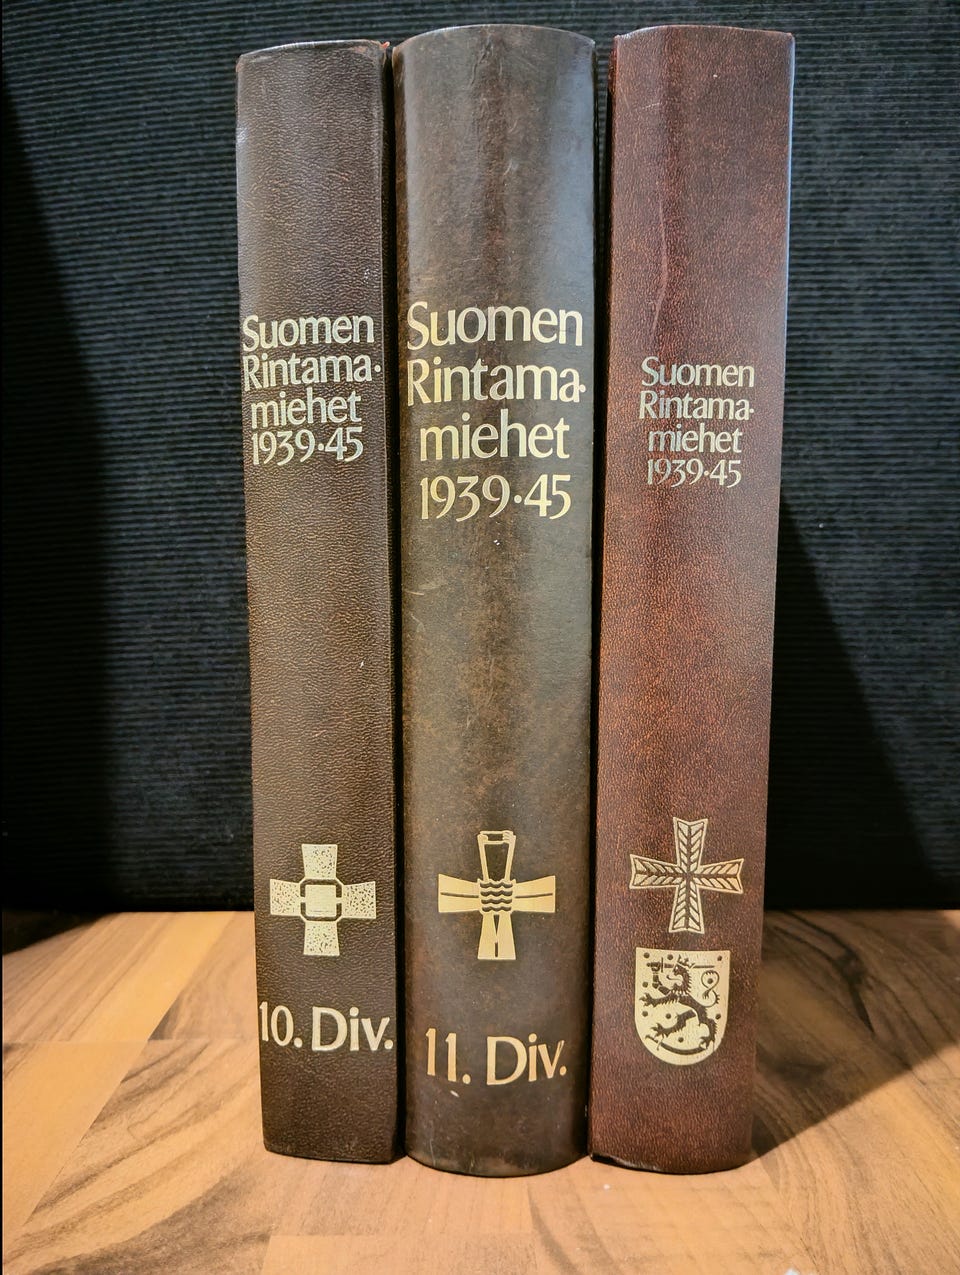 Suomen
Rintama-
miehet
1939-45
10. Div.
Suomen
Rintama-
miehet
1939-45
11. Div.
Suomen
Rintama-
miehet
1939-45